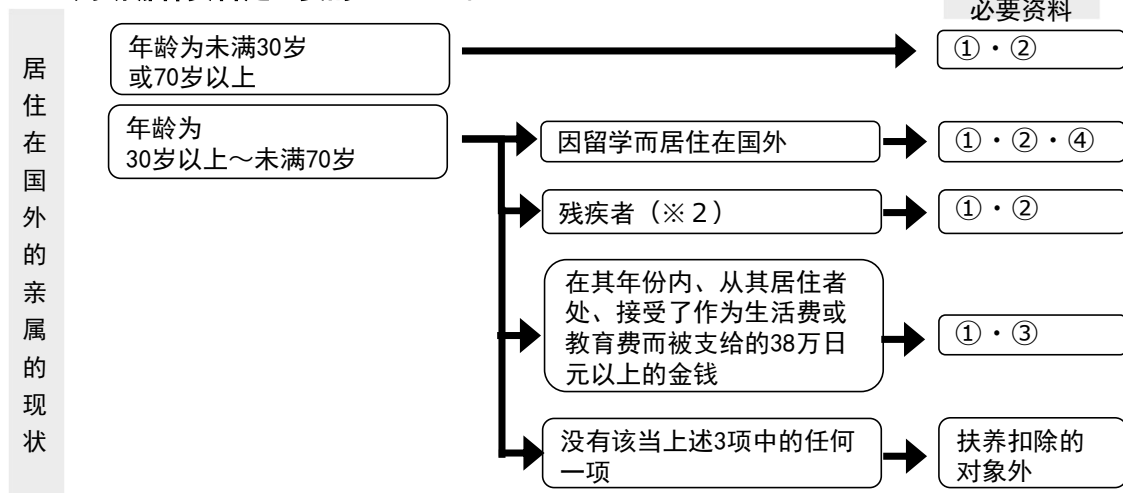 必要资料
居住在国外的亲属的现状
年龄为未满30岁
或70岁以上
①・②
年龄为
30岁以上～未满70岁
因留学而居住在国外
①・②・④
残疾者（※２）
①・②
在其年份内、从其居住者
处、接受了作为生活费或
教育费而被支给的38万日
元以上的金钱
①・③
没有该当上述3项中的任何
一项
扶养扣除的
对象外